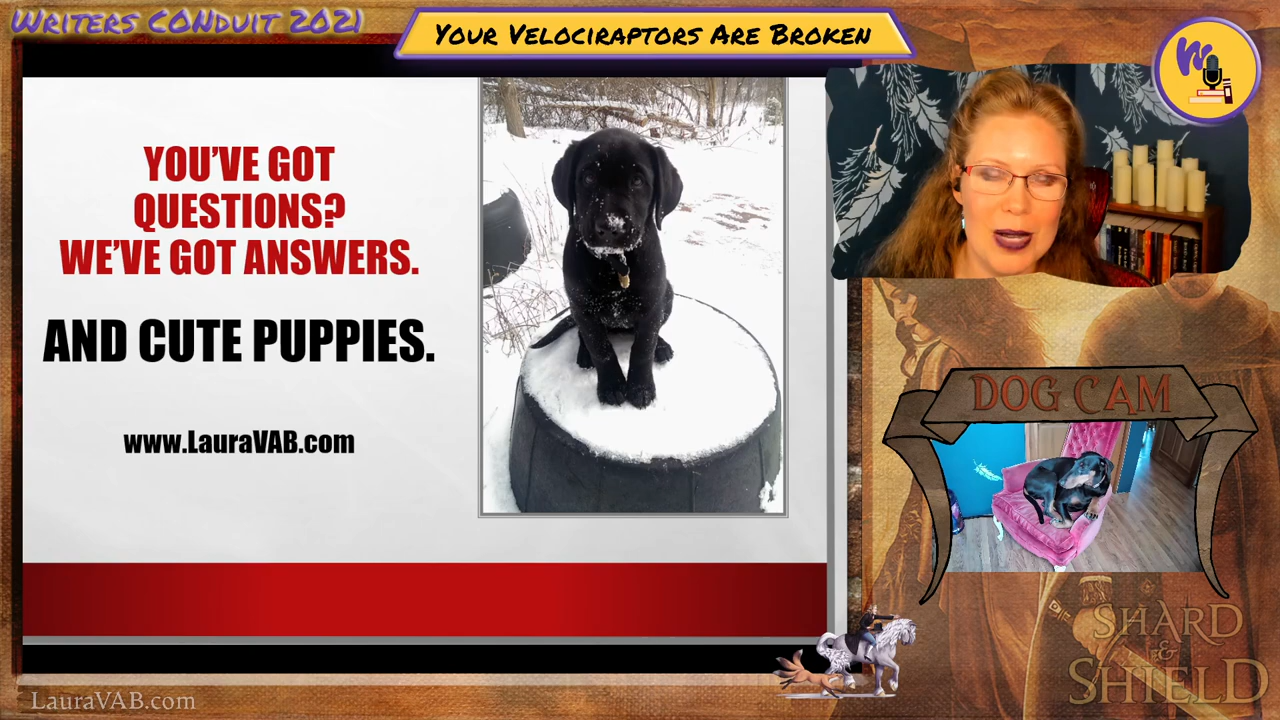 WRITERS CONDUIT 2021
YOUR VELOCIRAPTORS ARE BROKEN
W
YOU'VE GOT
QUESTIONS?
WE'VE GOT ANSWERS.
AND CUTE PUPPIES.
www.LauraVAB.com
DOG CAM
SHARD
&
SHIELD
LauraVAB.com